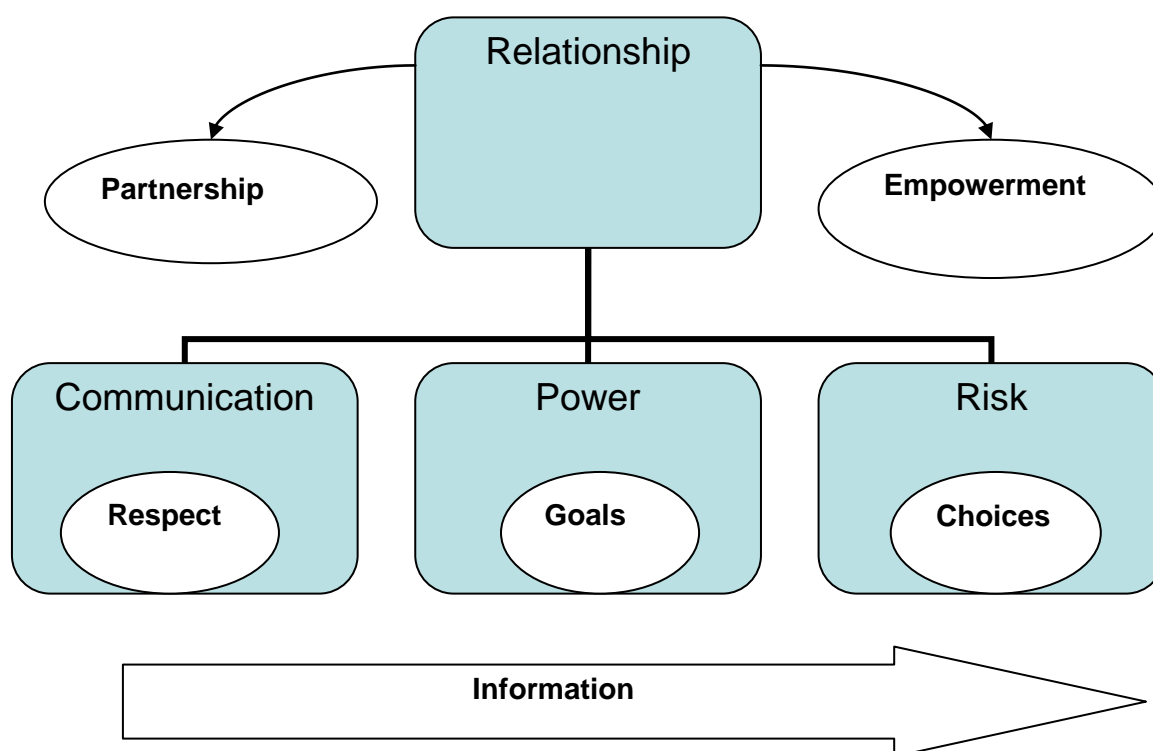 Relationship
Partnership
Empowerment
Communication
Power
Risk
Respect
Goals
Choices
Information